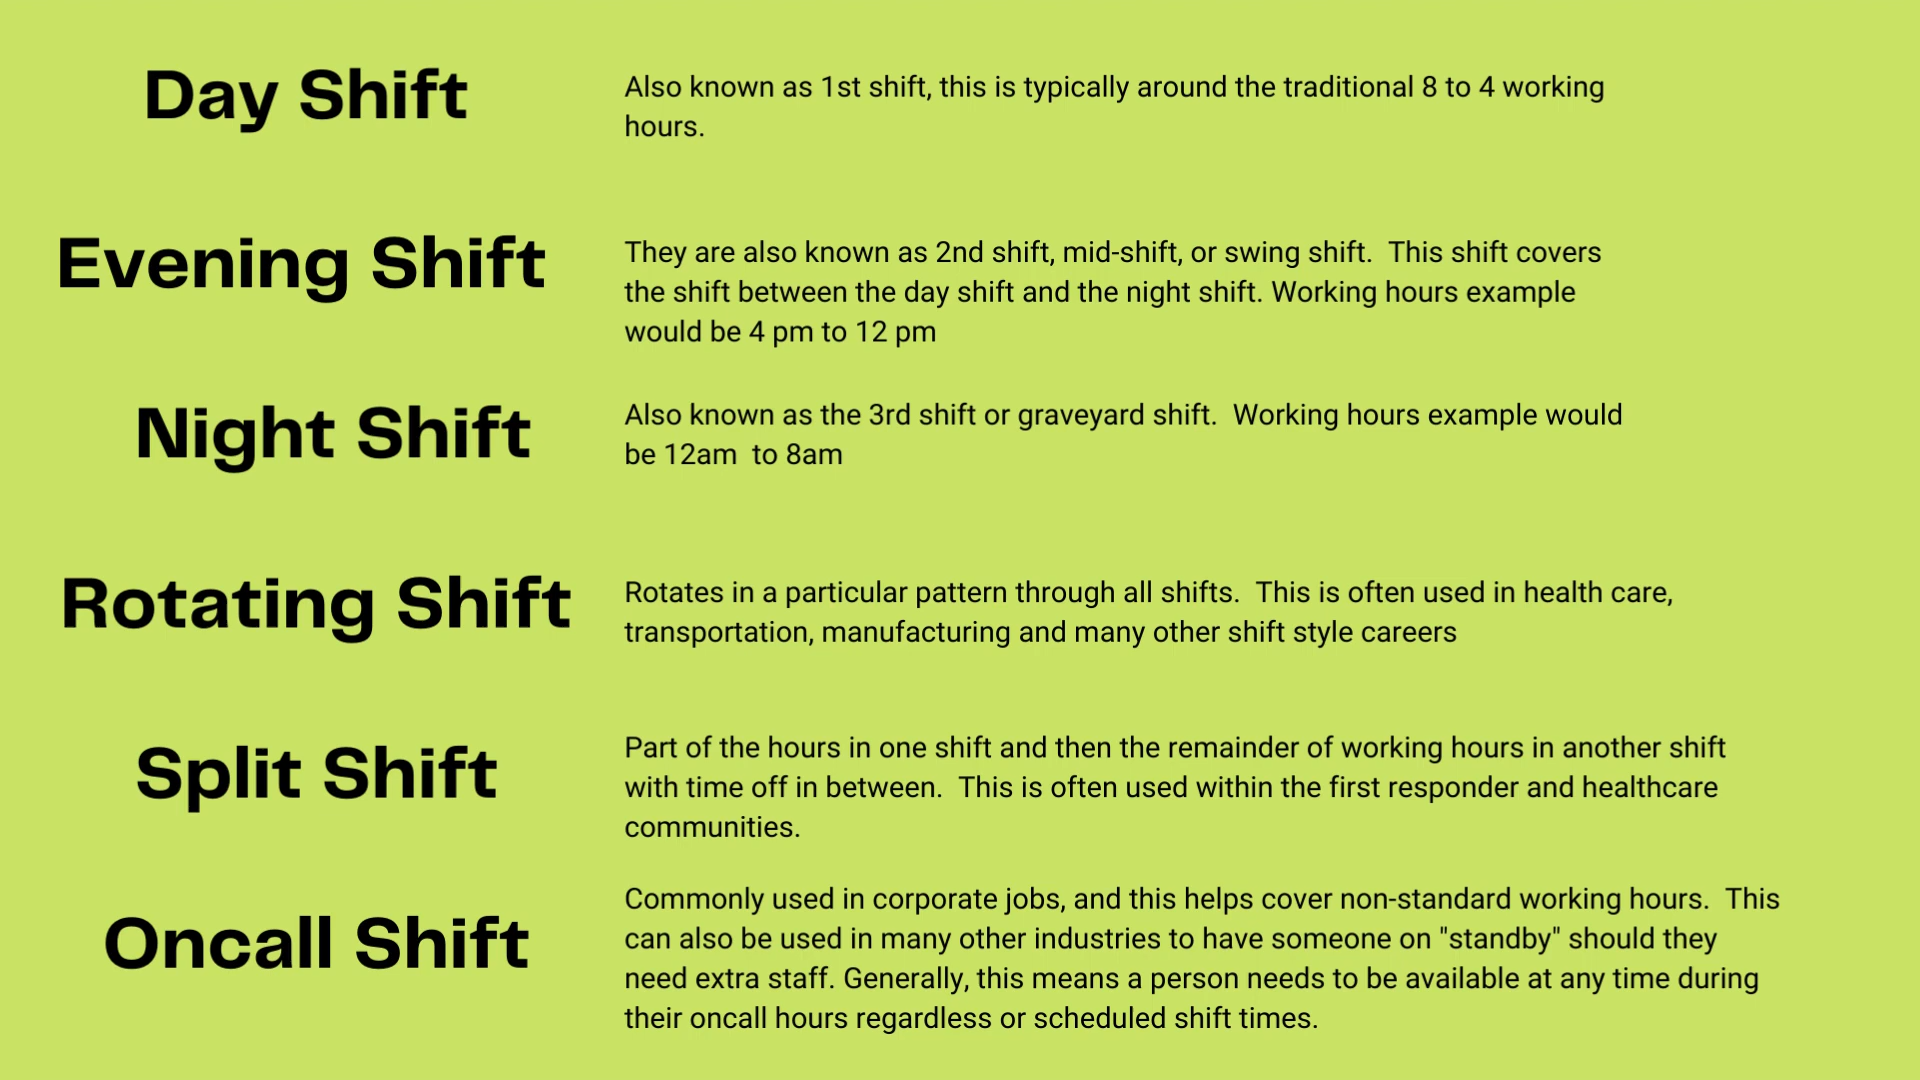 Day Shift
Also known as 1st shift, this is typically around the traditional 8 to 4 working
hours.
Evening Shift
They are also known as 2nd shift, mid-shift, or swing shift.  This shift covers
the shift between the day shift and the night shift. Working hours example
would be 4 pm to 12 pm
Night Shift
Also known as the 3rd shift or graveyard shift.  Working hours example would
be 12am  to 8am
Rotating Shift
Rotates in a particular pattern through all shifts.  This is often used in health care,
transportation, manufacturing and many other shift style careers
Split Shift
Part of the hours in one shift and then the remainder of working hours in another shift
with time off in between.  This is often used within the first responder and healthcare
communities.
Oncall Shift
Commonly used in corporate jobs, and this helps cover non-standard working hours.  This
can also be used in many other industries to have someone on "standby" should they
need extra staff. Generally, this means a person needs to be available at any time during
their oncall hours regardless or scheduled shift times.